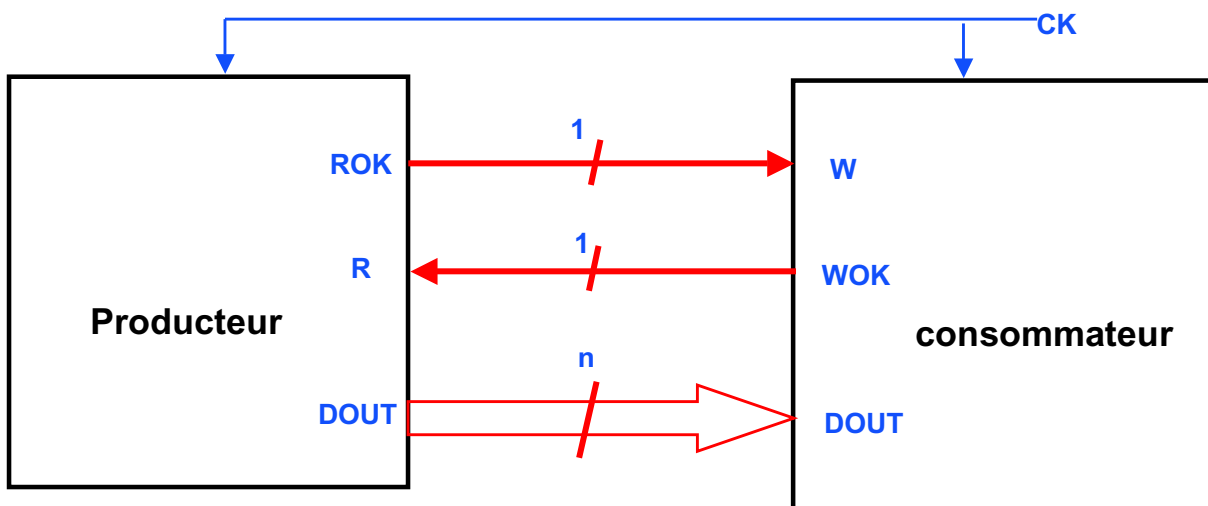 CK
1
ROK
W
1
R
WOK
Producteur
consommateur
n
DOUT
DOUT